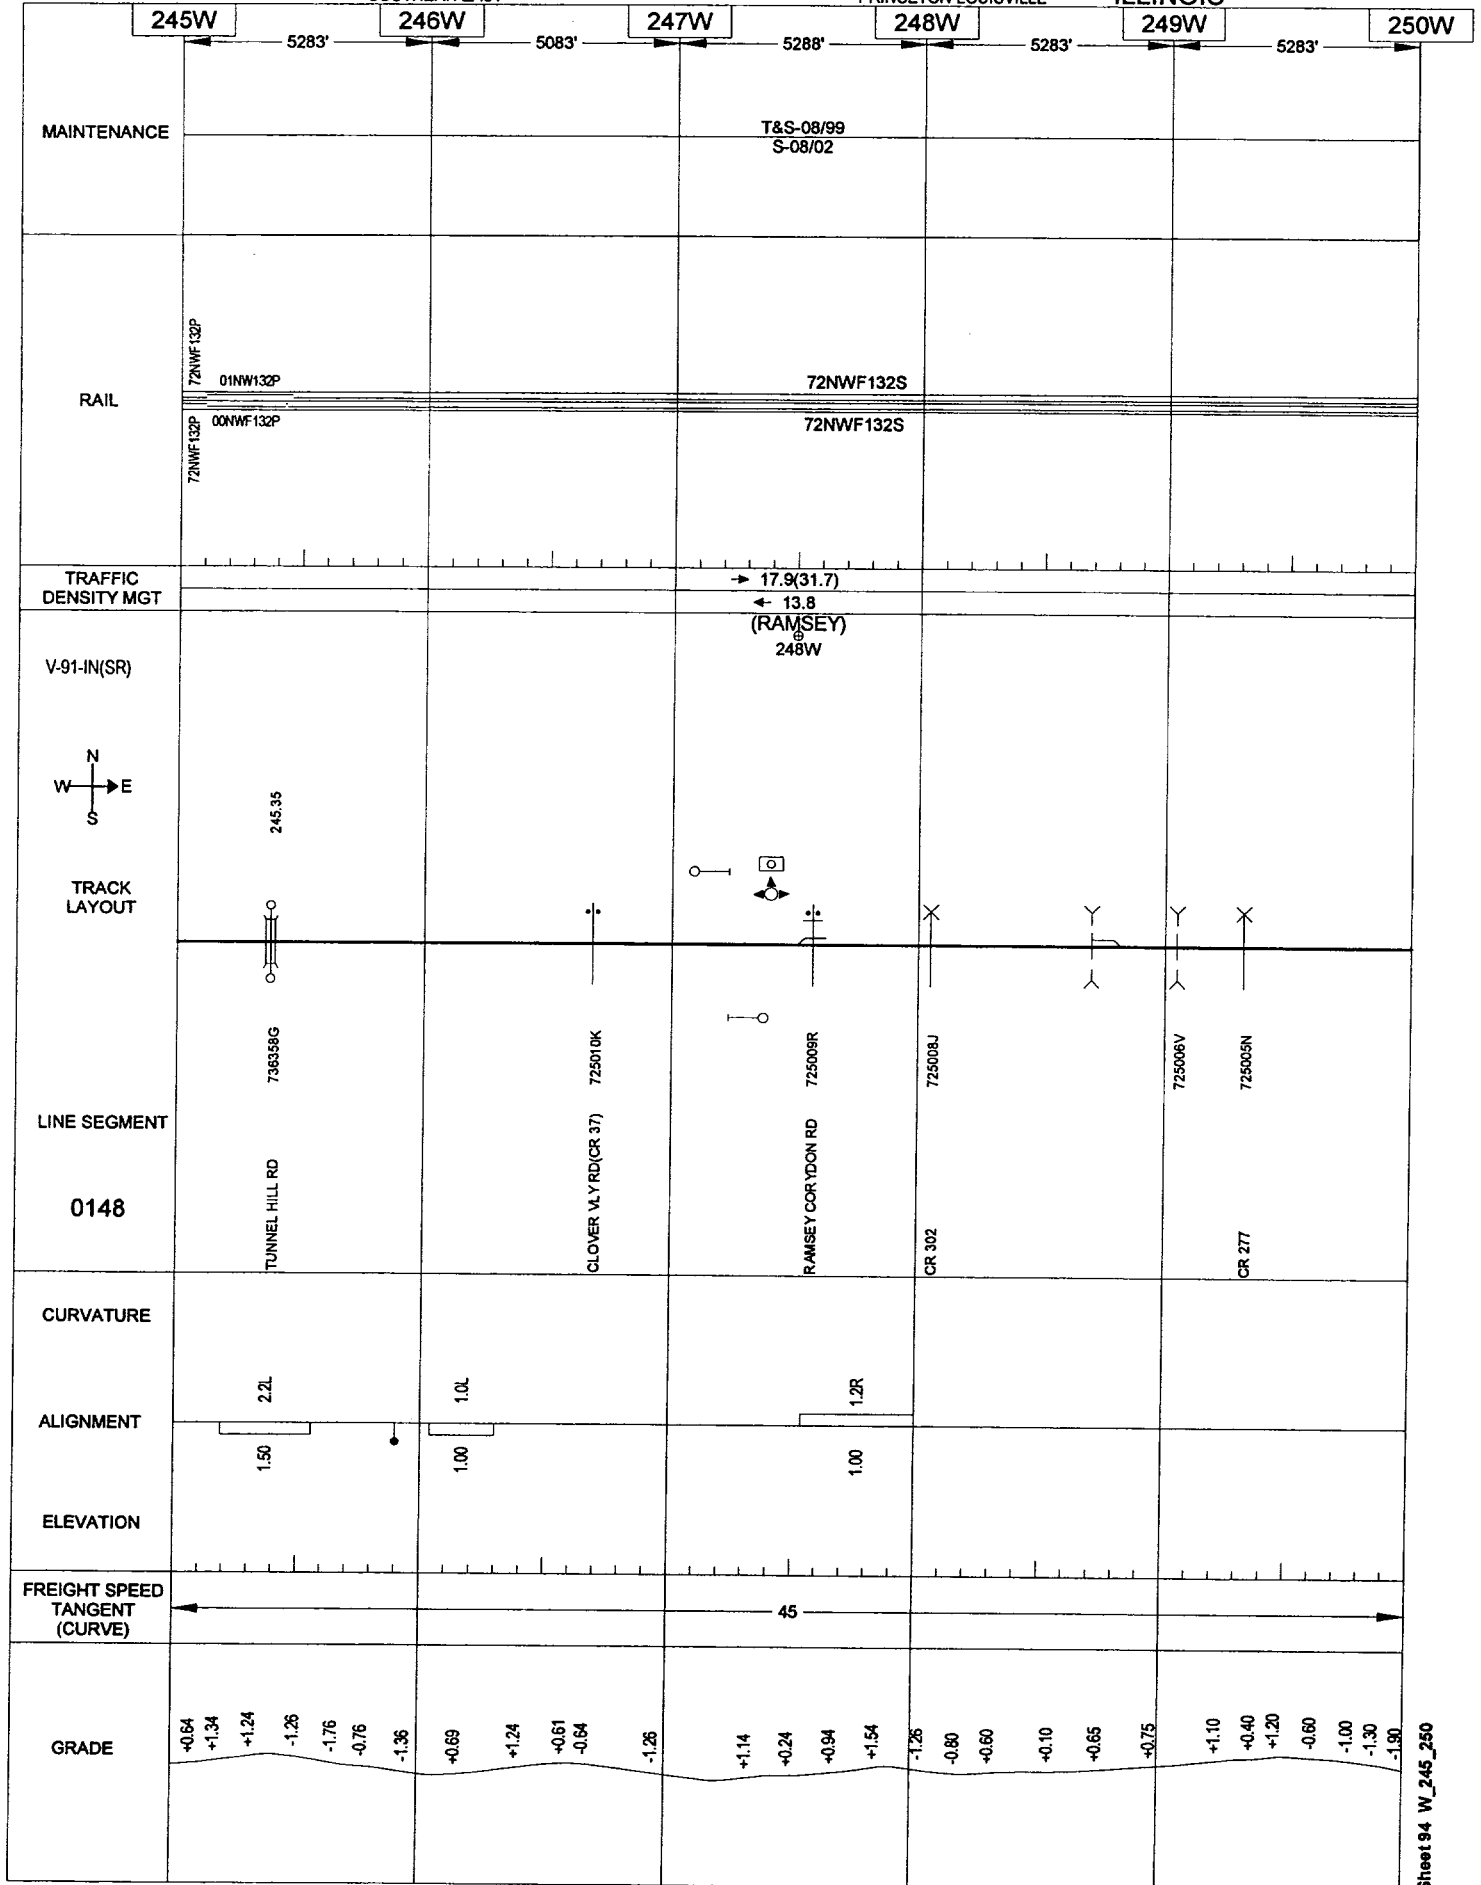 ILLINOIS
245W 246W 247W 248W 249W 250W
5283' 5083' 5288' 5283' 5283'
MAINTENANCE
T&S-08/99
S-08/02
RAIL
72NWF132P
01NW132P
72NWF132S
00NWF132P
72NWF132S
72NWF132P
TRAFFIC
DENSITY MGT
17.9(31.7)
13.8
(RAMSEY)
248W
V-91-IN(SR)
N
W E
S
245.35
TRACK
LAYOUT
736358G
725010K
725009R
725008J
725006V
725005N
LINE SEGMENT
0148
TUNNEL HILL RD
CLOVER VLY RD(CR 37)
RAMSEY CORYDON RD
CR 302
CR 277
CURVATURE
2.2L
1.0L
1.2R
ALIGNMENT
1.50
1.00
1.00
ELEVATION
FREIGHT SPEED
TANGENT
(CURVE)
45
GRADE
+0.64
+1.34
+1.24
-1.26
-1.76
-0.76
-1.36
+0.69
+1.24
+0.61
-0.64
-1.26
+1.14
+0.24
+0.94
+1.54
-1.26
-0.80
+0.60
+0.10
+0.65
+0.75
+1.10
+0.40
+1.20
-0.60
-1.00
-1.30
-1.90
Sheet 94 W_245_250